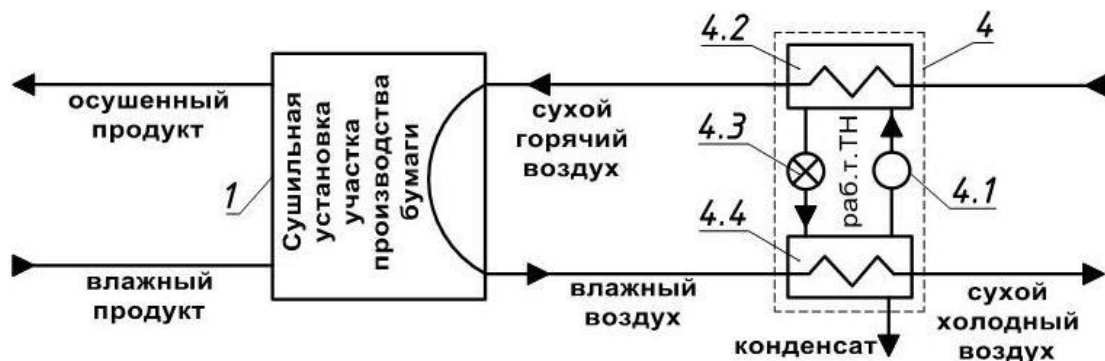 4.2
4
осушенный
продукт
1
Сушильная
установка
участка
производства
бумаги
сухой
горячий
воздух
4.3
раб.т.ТН
4.1
4.4
влажный
продукт
влажный
воздух
сухой
холодный
воздух
конденсат